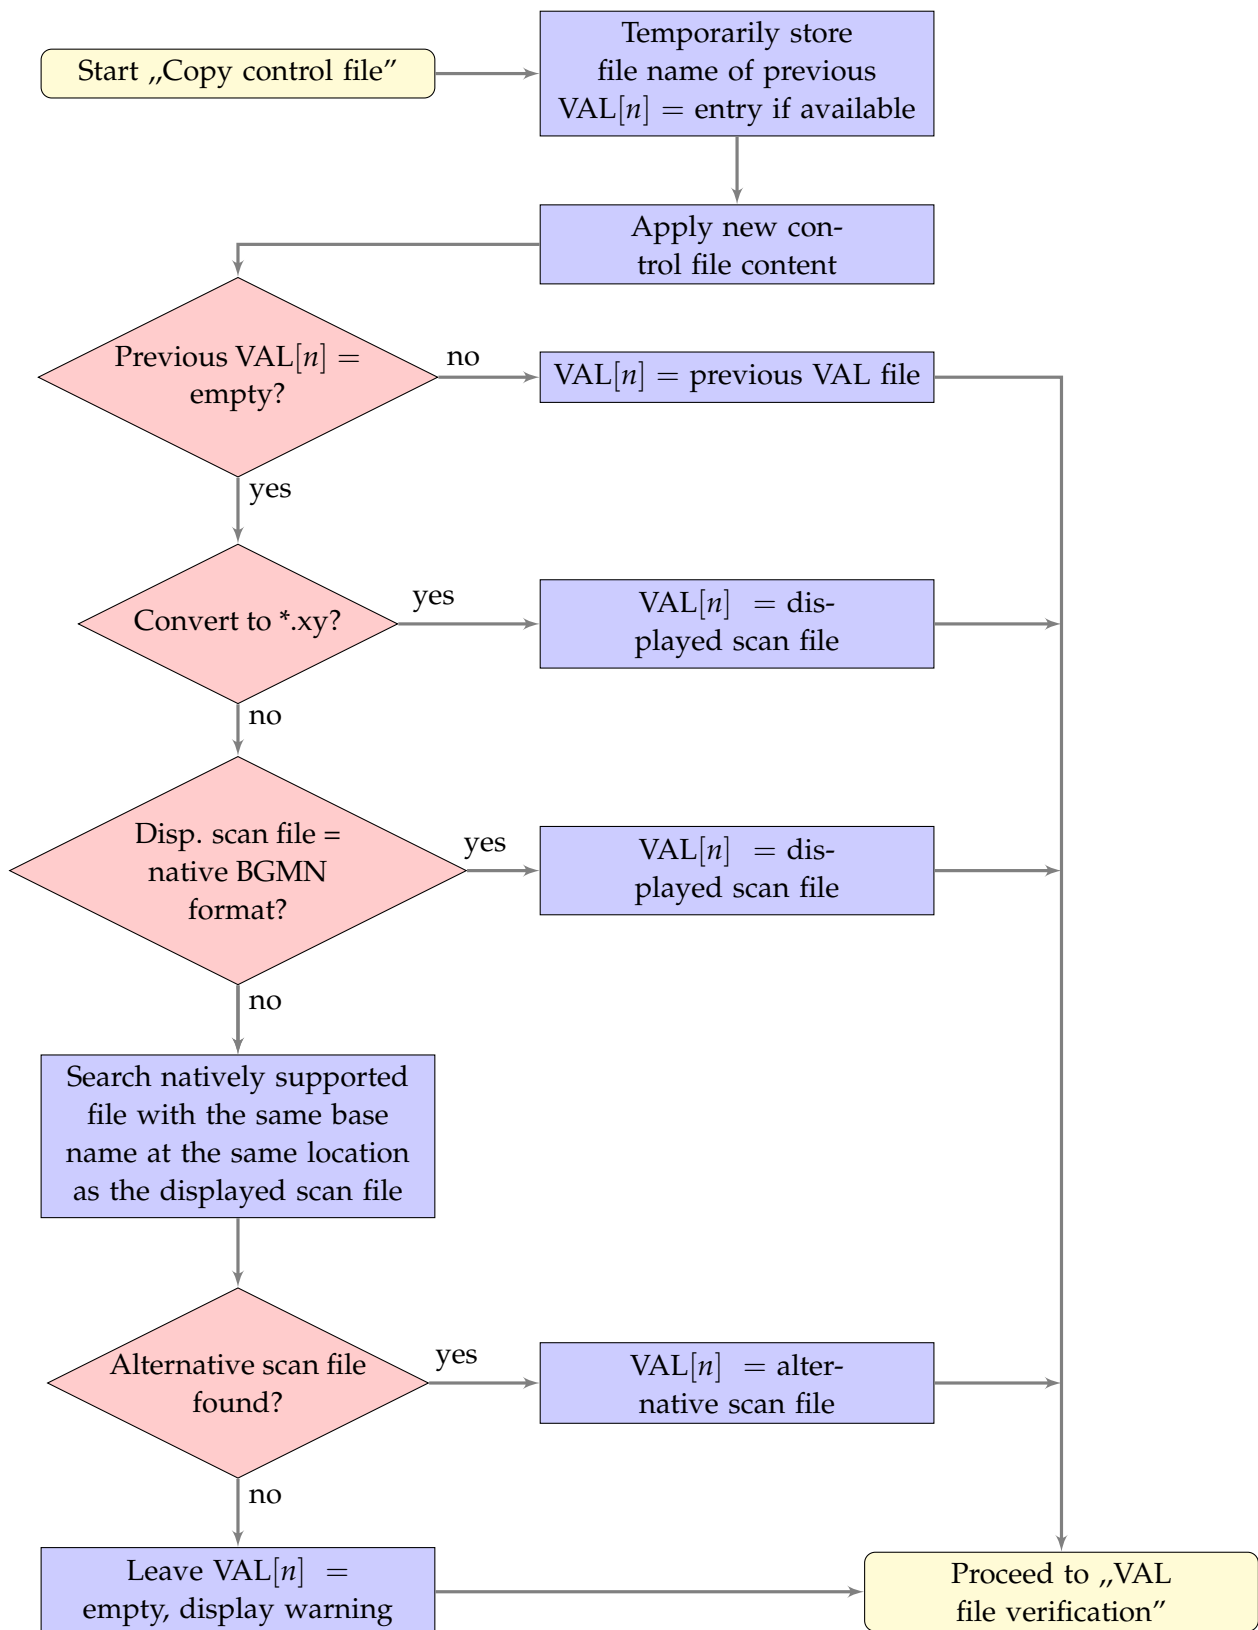 Start „Copy control file”
Temporarily store
file name of previous
VAL[n] = entry if available
Apply new con-
trol file content
Previous VAL[n] =
empty?
no
VAL[n] = previous VAL file
yes
Convert to *.xy?
yes
VAL[n] = dis-
played scan file
no
Disp. scan file =
native BGMN
format?
yes
VAL[n] = dis-
played scan file
no
Search natively supported
file with the same base
name at the same location
as the displayed scan file
Alternative scan file
found?
yes
VAL[n] = alter-
native scan file
no
Leave VAL[n] =
empty, display warning
Proceed to „VAL
file verification”